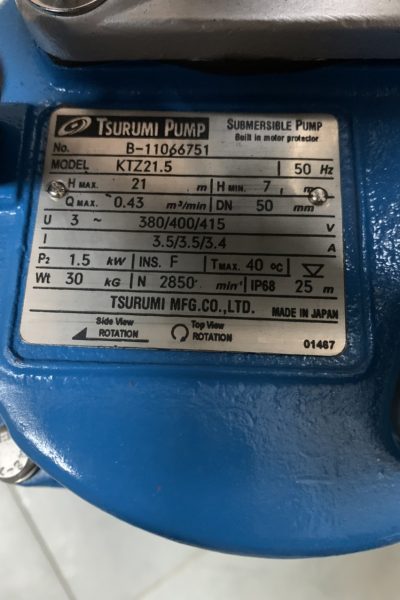 TSURUMI PUMP SUBMERSIBLE PUMP
Built in motor protector
No. B-11066751
MODEL KTZ21.5 50 Hz
H MAX. 21 m H MIN. 7 m
Q MAX. 0.43 m³/min DN 50 mm
U 3 ~ 380/400/415 V
I 3.5/3.5/3.4 A
P₂ 1.5 kW INS. F TMAX. 40 °C
Wt 30 KG N 2850 min⁻¹ IP68 25 m
TSURUMI MFG.CO.,LTD. MADE IN JAPAN
Side View ROTATION
Top View ROTATION
01467